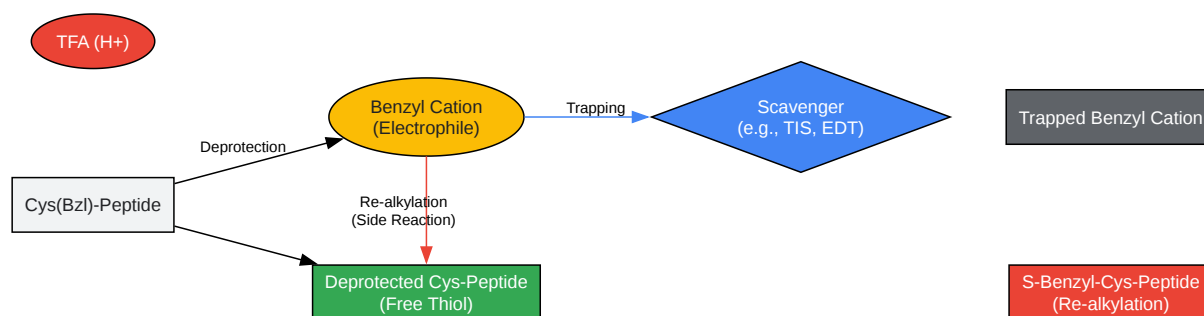 TFA (H+)
Benzyl Cation
(Electrophile)
Trapping
Scavenger
(e.g., TIS, EDT)
Trapped Benzyl Cation
Deprotection
Cys(Bzl)-Peptide
Re-alkylation
(Side Reaction)
Deprotected Cys-Peptide
(Free Thiol)
S-Benzyl-Cys-Peptide
(Re-alkylation)